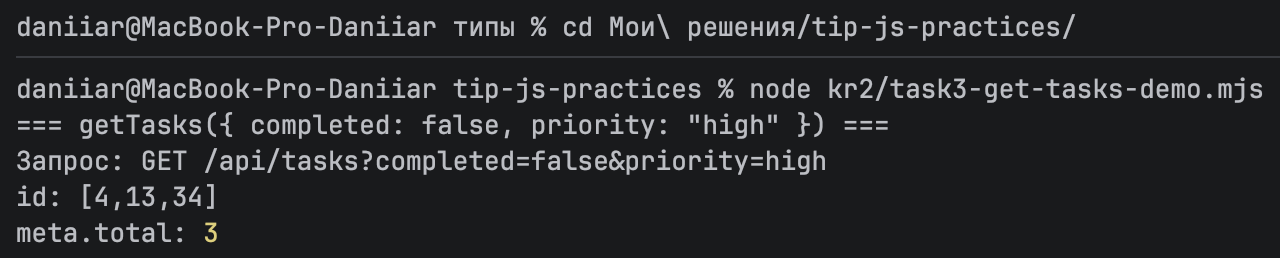 daniiar@MacBook-Pro-Daniiar типы % cd Мои\ решения/tip-js-practices/
daniiar@MacBook-Pro-Daniiar tip-js-practices % node kr2/task3-get-tasks-demo.mjs
=== getTasks({ completed: false, priority: "high" }) ===
Запрос: GET /api/tasks?completed=false&priority=high
id: [4,13,34]
meta.total: 3